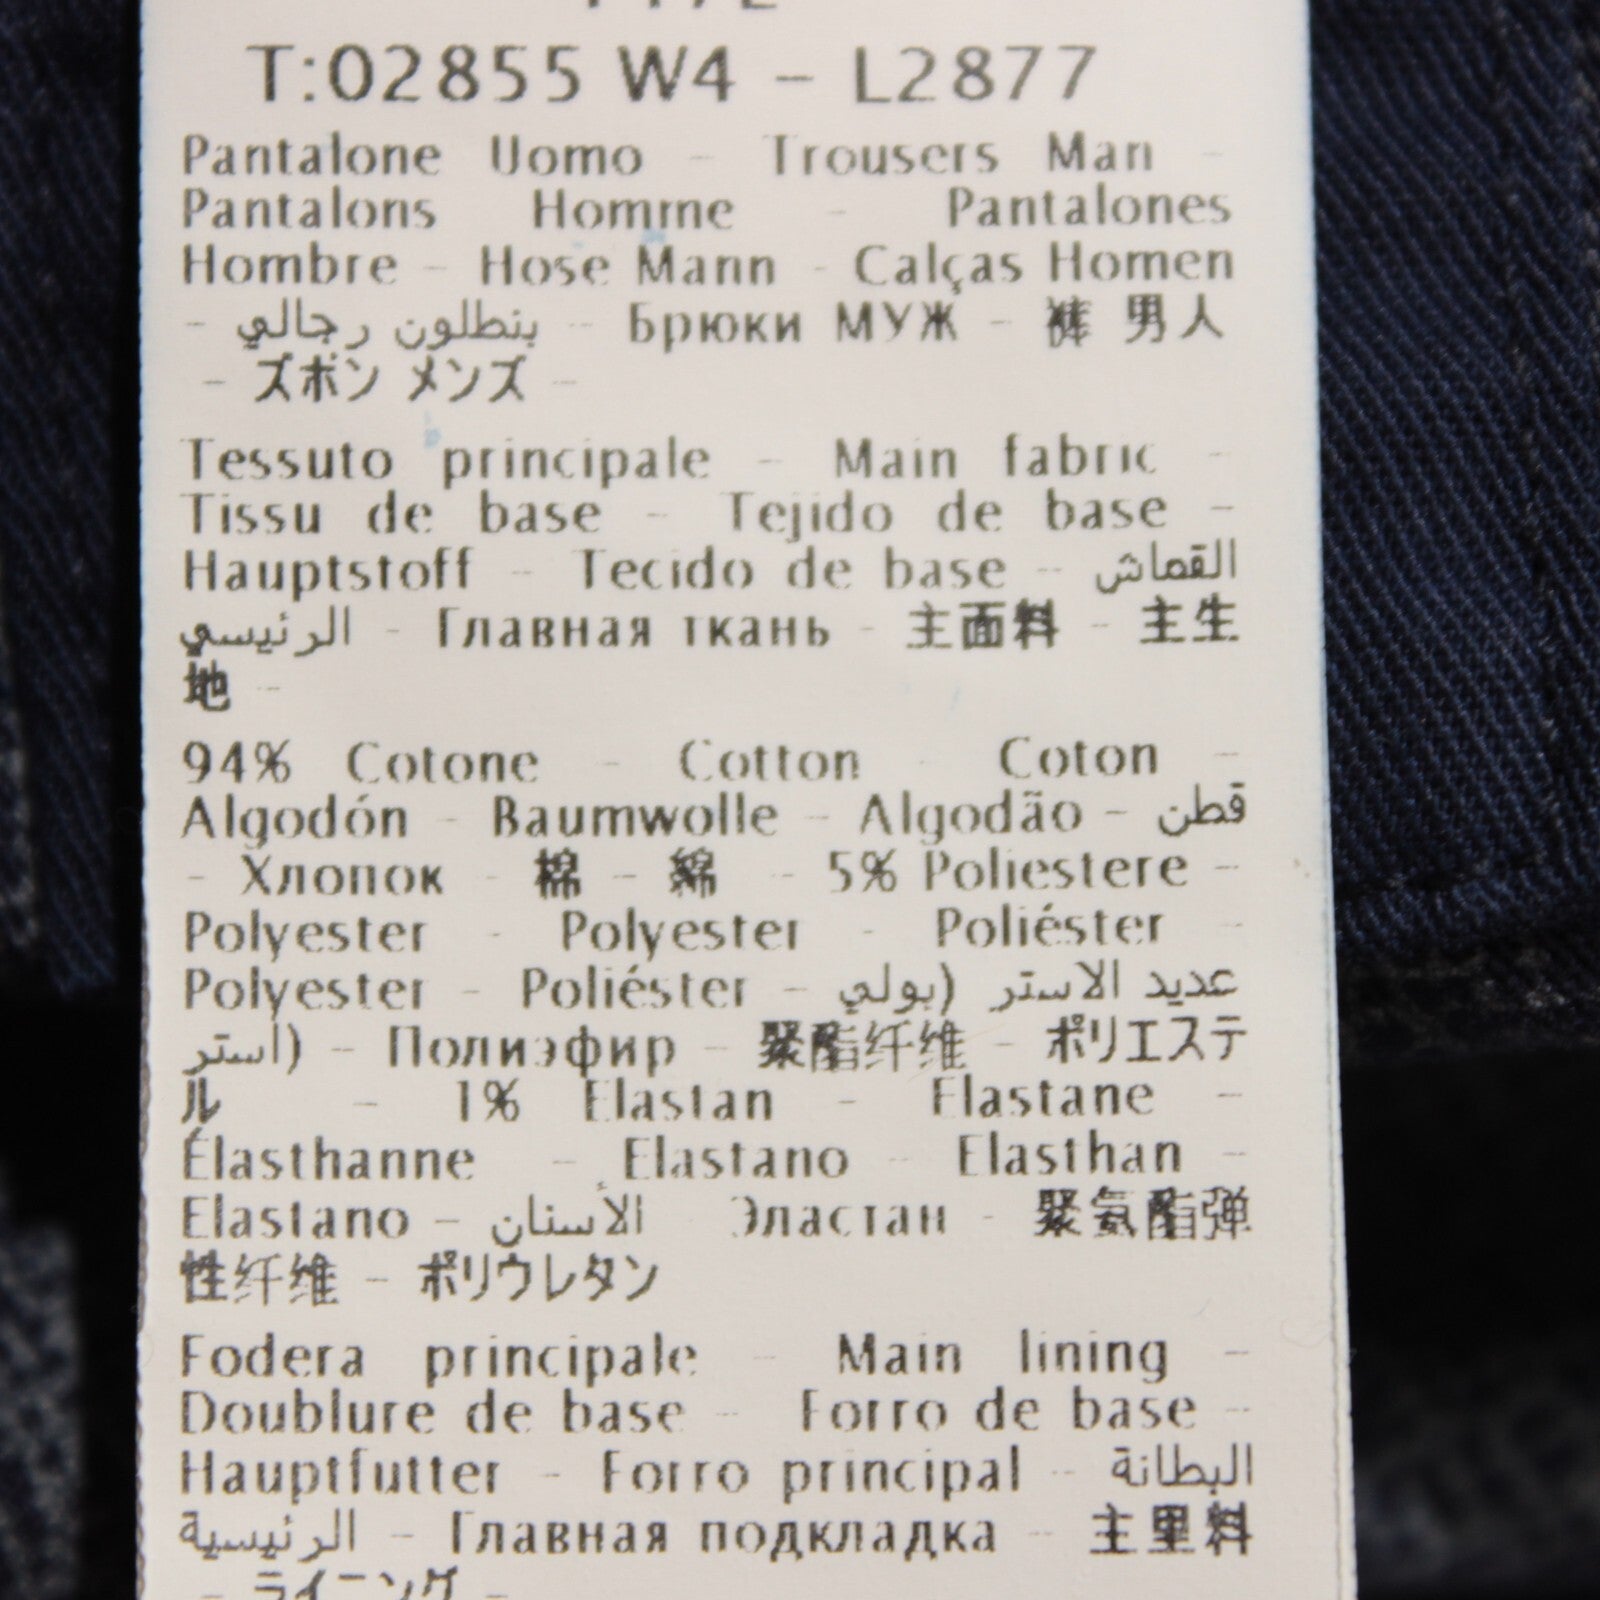 T:02855 W4 - L2877
Pantalone Uomo - Trousers Man -
Pantalons Homme - Pantalones
Hombre - Hose Mann - Calças Homen
- بنطلون رجالي - Брюки МУЖ - 裤 男人
- ズボン メンズ -
Tessuto principale - Main fabric -
Tissu de base - Tejido de base -
Hauptstoff - Tecido de base - القماش
الرئيسي - Главная ткань - 主面料 - 主生
地 -
94% Cotone - Cotton - Coton -
Algodón - Baumwolle - Algodão - قطن
- Хлопок - 棉 - 綿 - 5% Poliestere -
Polyester - Polyester - Poliéster -
Polyester - Poliéster - عديد الاستر (بولي
استر) - Полиэфир - 聚酯纤维 - ポリエステ
ル - 1% Elastan - Elastane -
Élasthanne - Elastano - Elasthan -
Elastano - الأسنان Эластан - 聚氨酯弹
性纤维 - ポリウレタン
Fodera principale - Main lining -
Doublure de base - Forro de base -
Hauptfutter - Forro principal - البطانة
الرئيسية - Главная подкладка - 主里料
- ライニング -